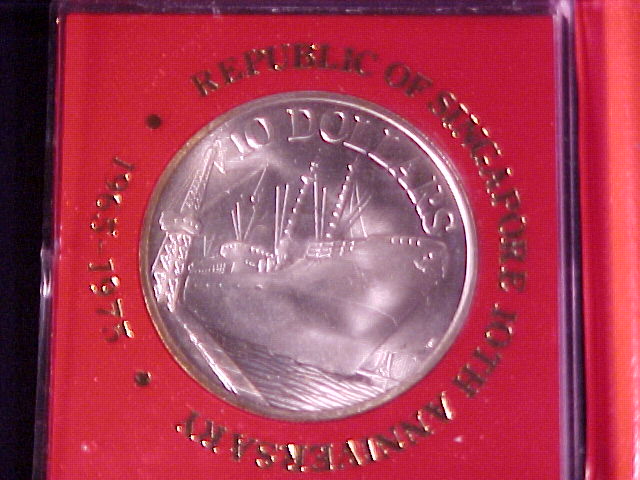 REPUBLIC OF SINGAPORE 10TH ANNIVERSARY
1965-1975
10 DOLLARS